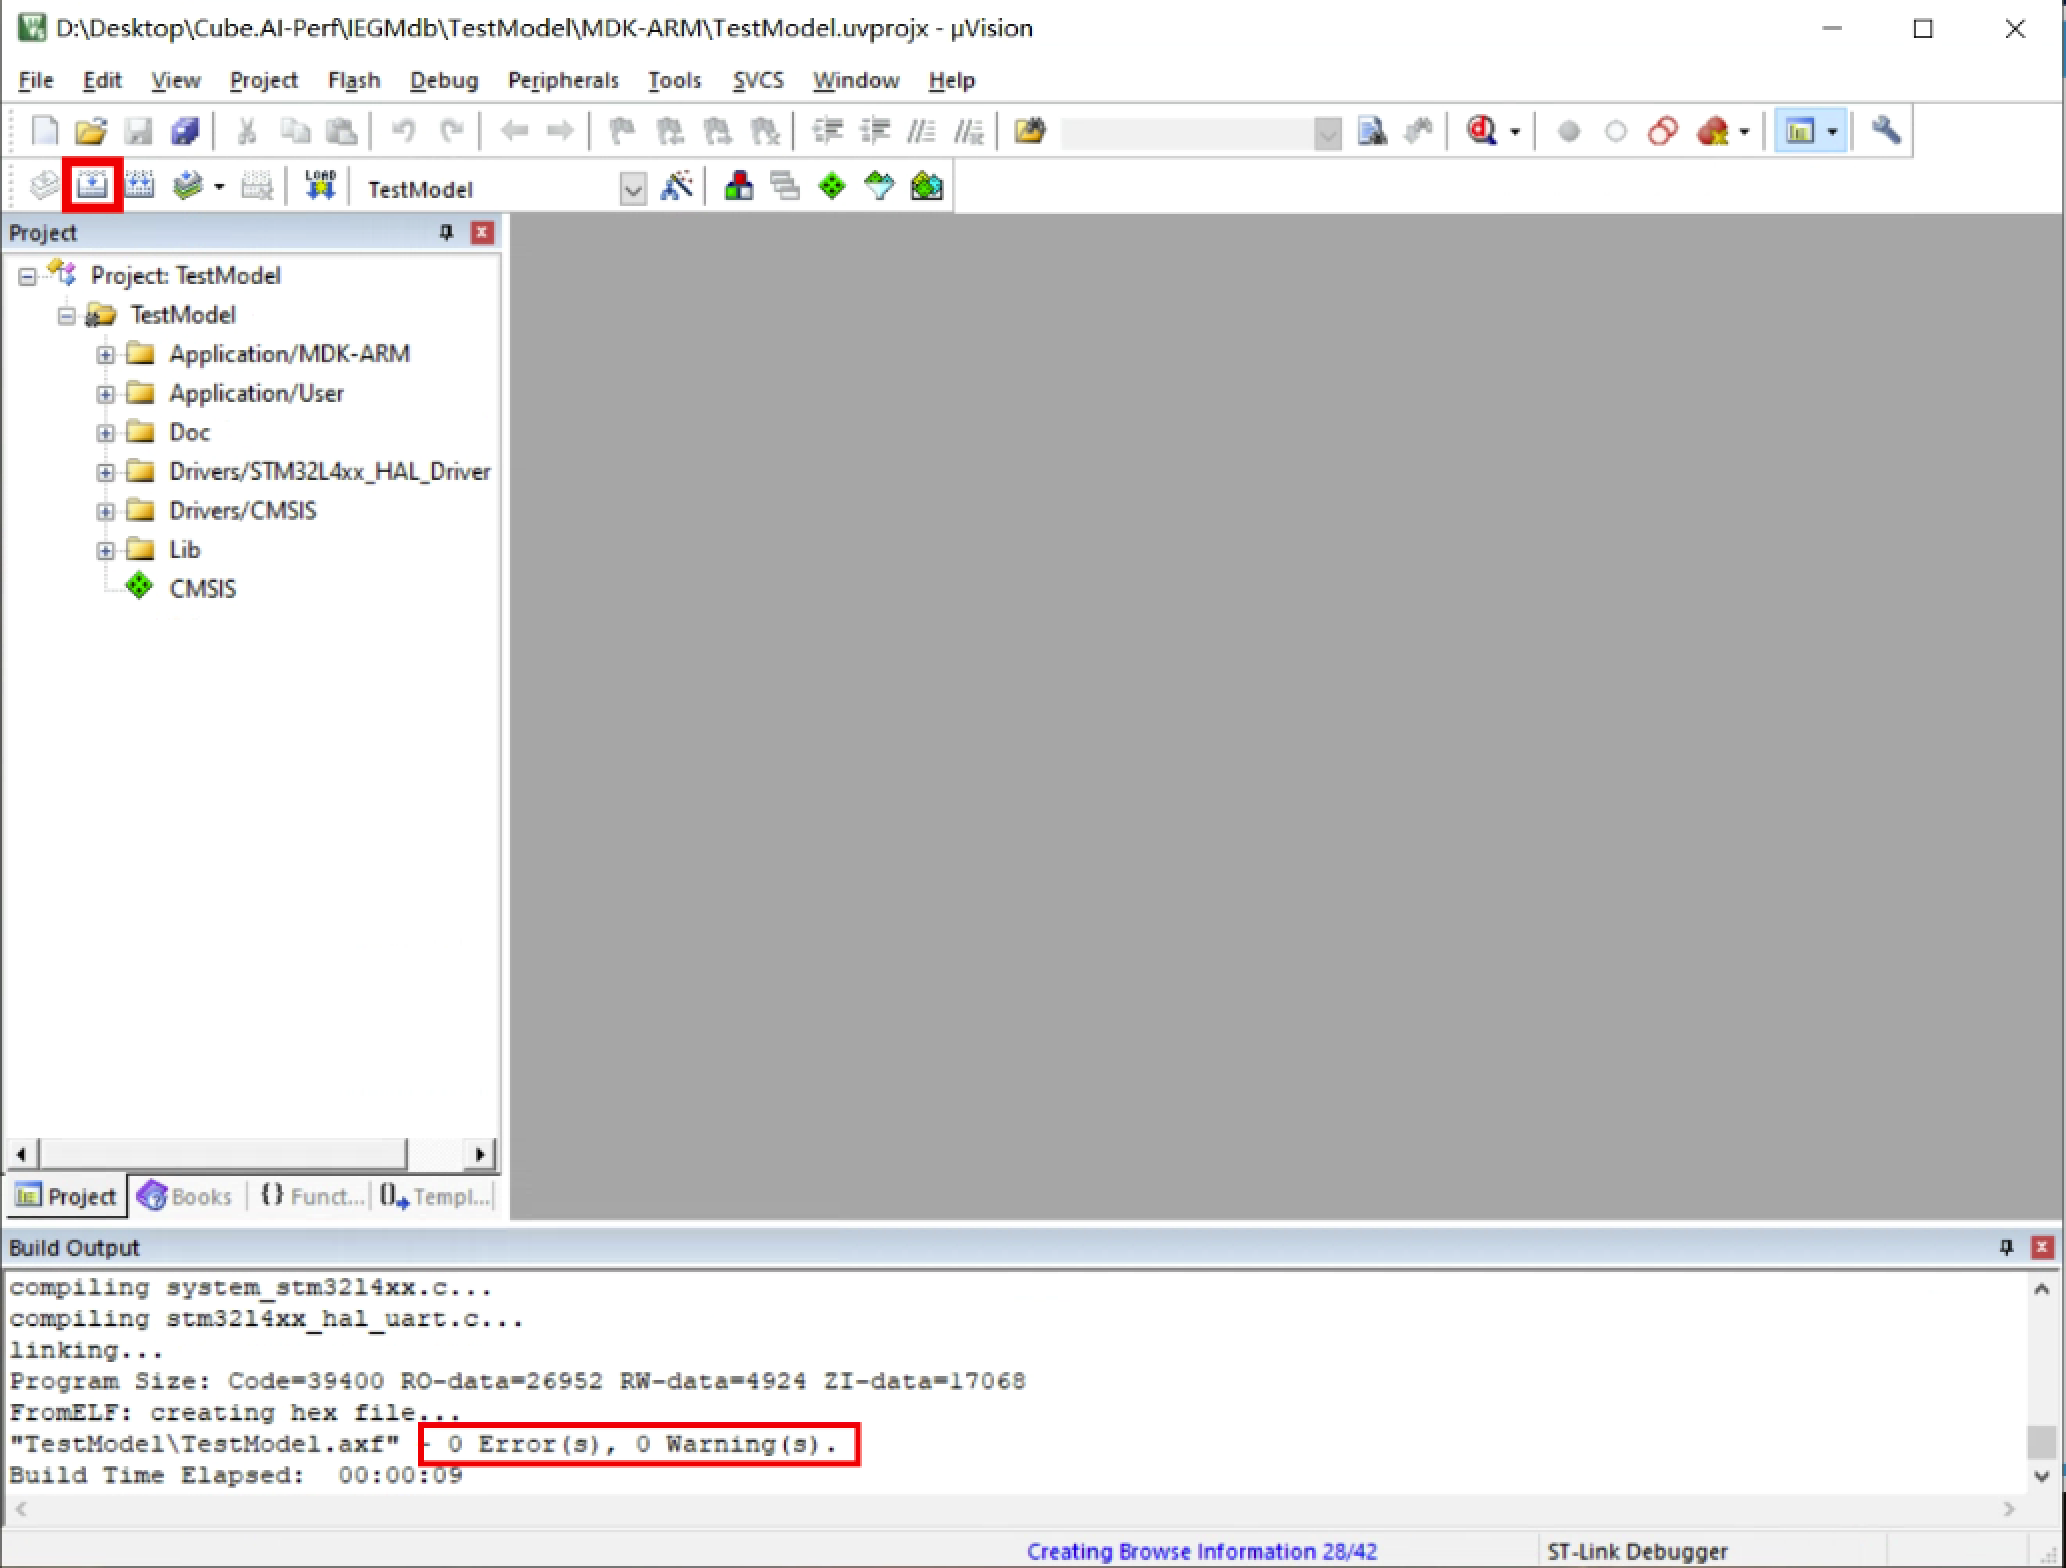 D:\Desktop\Cube.AI-Perf\IEGMdb\TestModel\MDK-ARM\TestModel.uvprojx - µVision
File Edit View Project Flash Debug Peripherals Tools SVCS Window Help
LOAD
TestModel
Project
Project: TestModel
TestModel
Application/MDK-ARM
Application/User
Doc
Drivers/STM32L4xx_HAL_Driver
Drivers/CMSIS
Lib
CMSIS
Project Books {} Funct... {} Templ...
Build Output
compiling system_stm32l4xx.c...
compiling stm32l4xx_hal_uart.c...
linking...
Program Size: Code=39400 RO-data=26952 RW-data=4924 ZI-data=17068
FromELF: creating hex file...
"TestModel\TestModel.axf" - 0 Error(s), 0 Warning(s).
Build Time Elapsed: 00:00:09
Creating Browse Information 28/42 ST-Link Debugger